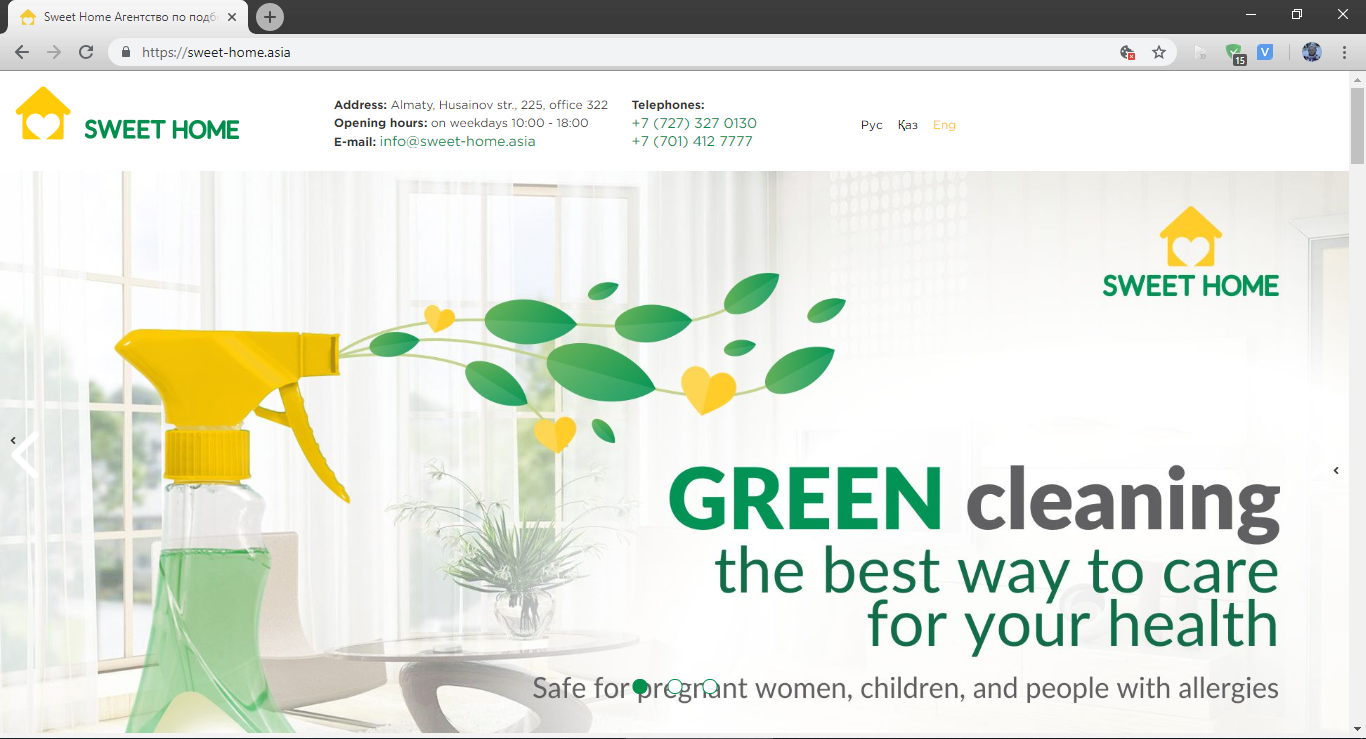 Sweet Home Агентство по подб
https://sweet-home.asia
15
V
SWEET HOME
Address: Almaty, Husainov str., 225, office 322
Opening hours: on weekdays 10:00 - 18:00
E-mail: info@sweet-home.asia
Telephones:
+7 (727) 327 0130
+7 (701) 412 7777
Рус Қаз Eng
SWEET HOME
GREEN cleaning
the best way to care
for your health
Safe for pregnant women, children, and people with allergies